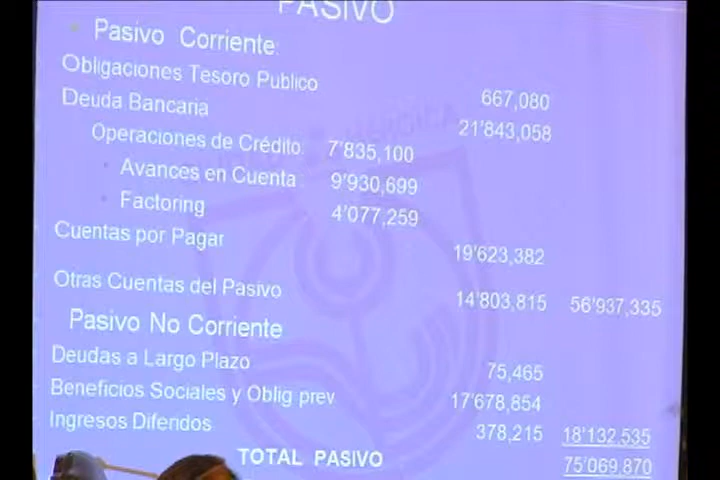 PASIVO
Pasivo Corriente:
Obligaciones Tesoro Público 667,080
Deuda Bancaria 21'843,058
Operaciones de Crédito: 7'835,100
Avances en Cuenta 9'930,699
Factoring 4'077,259
Cuentas por Pagar 19'623,382
Otras Cuentas del Pasivo 14'803,815 56'937,335
Pasivo No Corriente
Deudas a Largo Plazo 75,465
Beneficios Sociales y Oblig prev 17'678,854
Ingresos Diferidos 378,215 18'132,535
TOTAL PASIVO 75'069,870